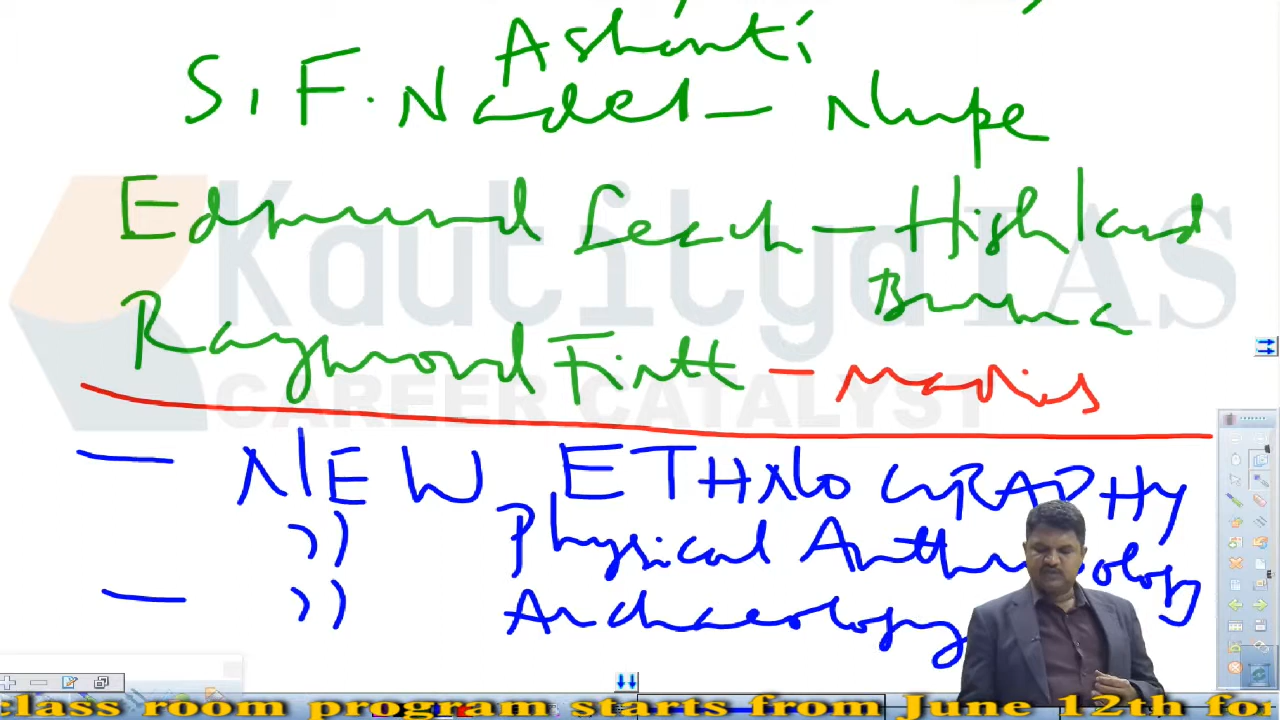 Ashanti
S.F. Nadel - Nupe
Edmund Leach - Highland
Burma
Raymond Firth - Maories
- NEW ETHNOGRAPHY
" Physical Anthropology
- " Archaeology
Kautilya IAS
CAREER CATALYST
class room program starts from June 12th for